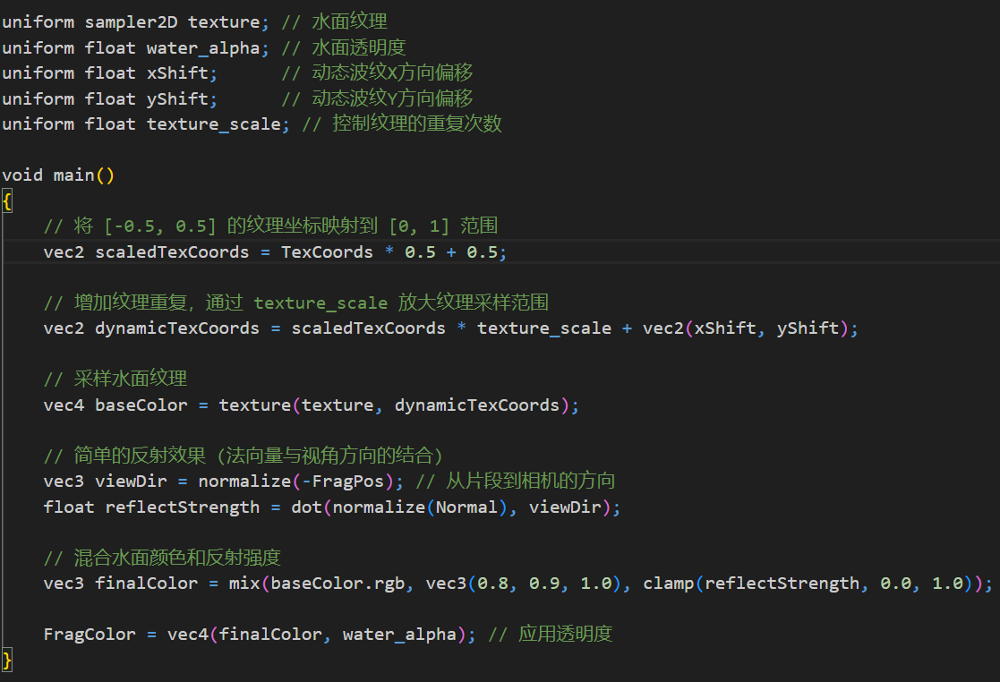 uniform sampler2D texture; // 水面纹理
uniform float water_alpha; // 水面透明度
uniform float xShift;      // 动态波纹X方向偏移
uniform float yShift;      // 动态波纹Y方向偏移
uniform float texture_scale; // 控制纹理的重复次数

void main()
{
    // 将 [-0.5, 0.5] 的纹理坐标映射到 [0, 1] 范围
    vec2 scaledTexCoords = TexCoords * 0.5 + 0.5;

    // 增加纹理重复，通过 texture_scale 放大纹理采样范围
    vec2 dynamicTexCoords = scaledTexCoords * texture_scale + vec2(xShift, yShift);

    // 采样水面纹理
    vec4 baseColor = texture(texture, dynamicTexCoords);

    // 简单的反射效果 (法向量与视角方向的结合)
    vec3 viewDir = normalize(-FragPos); // 从片段到相机的方向
    float reflectStrength = dot(normalize(Normal), viewDir);

    // 混合水面颜色和反射强度
    vec3 finalColor = mix(baseColor.rgb, vec3(0.8, 0.9, 1.0), clamp(reflectStrength, 0.0, 1.0));

    FragColor = vec4(finalColor, water_alpha); // 应用透明度
}